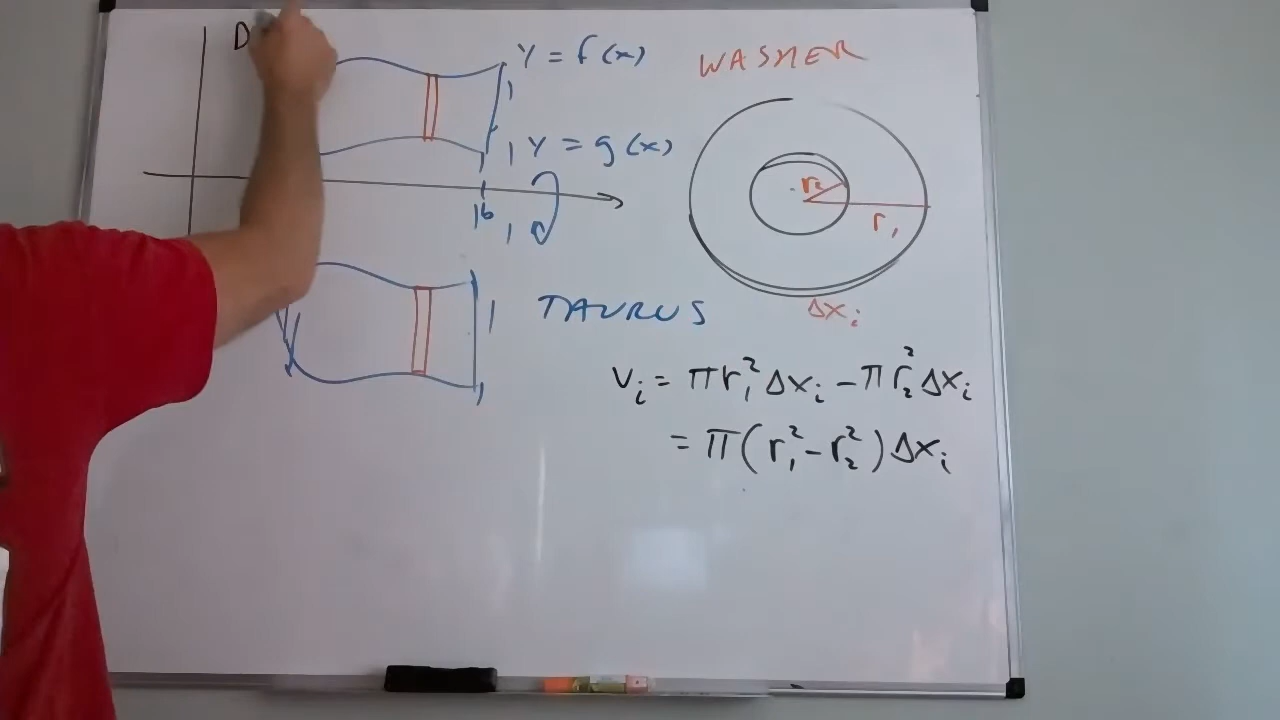 D
y = f(x)
WASHER
y = g(x)
r₂
b
r₁
TAURUS
Δxᵢ
Vᵢ = πr₁²Δxᵢ - πr₂²Δxᵢ
= π(r₁² - r₂²)Δxᵢ